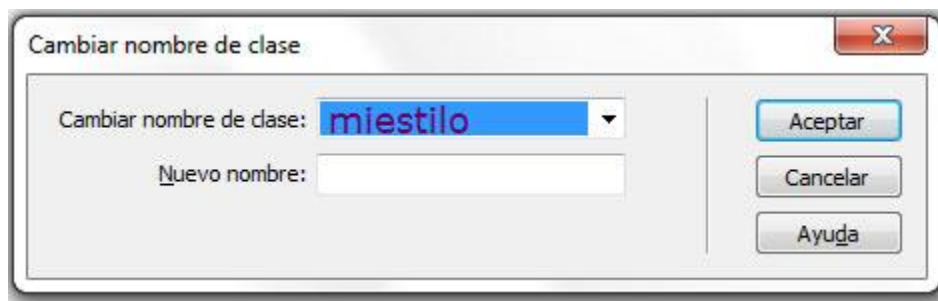 Cambiar nombre de clase
Cambiar nombre de clase: miestilo
Aceptar
Nuevo nombre:
Cancelar
Ayuda